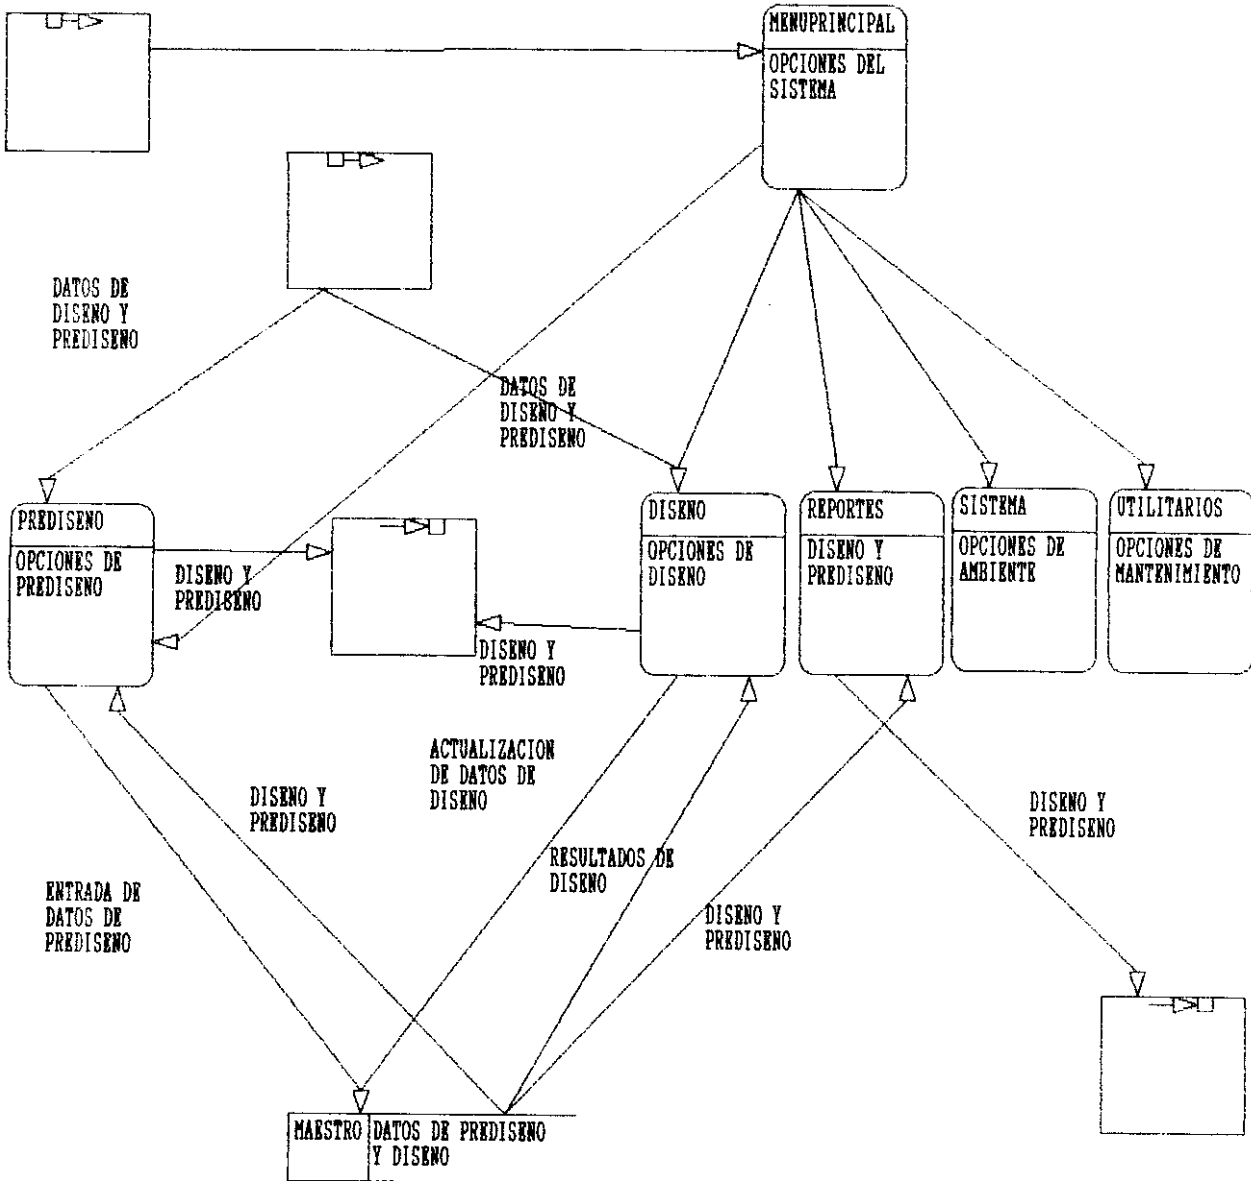 MENUPRINCIPAL
OPCIONES DEL
SISTEMA
DATOS DE
DISENO Y
PREDISENO
DATOS DE
DISENO Y
PREDISENO
PREDISENO
OPCIONES DE
PREDISENO
DISENO Y
PREDISENO
DISENO
OPCIONES DE
DISENO
REPORTES
DISENO Y
PREDISENO
SISTEMA
OPCIONES DE
AMBIENTE
UTILITARIOS
OPCIONES DE
MANTENIMIENTO
DISENO Y
PREDISENO
ACTUALIZACION
DE DATOS DE
DISENO
DISENO Y
PREDISENO
DISENO Y
PREDISENO
RESULTADOS DE
DISENO
ENTRADA DE
DATOS DE
PREDISENO
DISENO Y
PREDISENO
MAESTRO
DATOS DE PREDISENO
Y DISENO